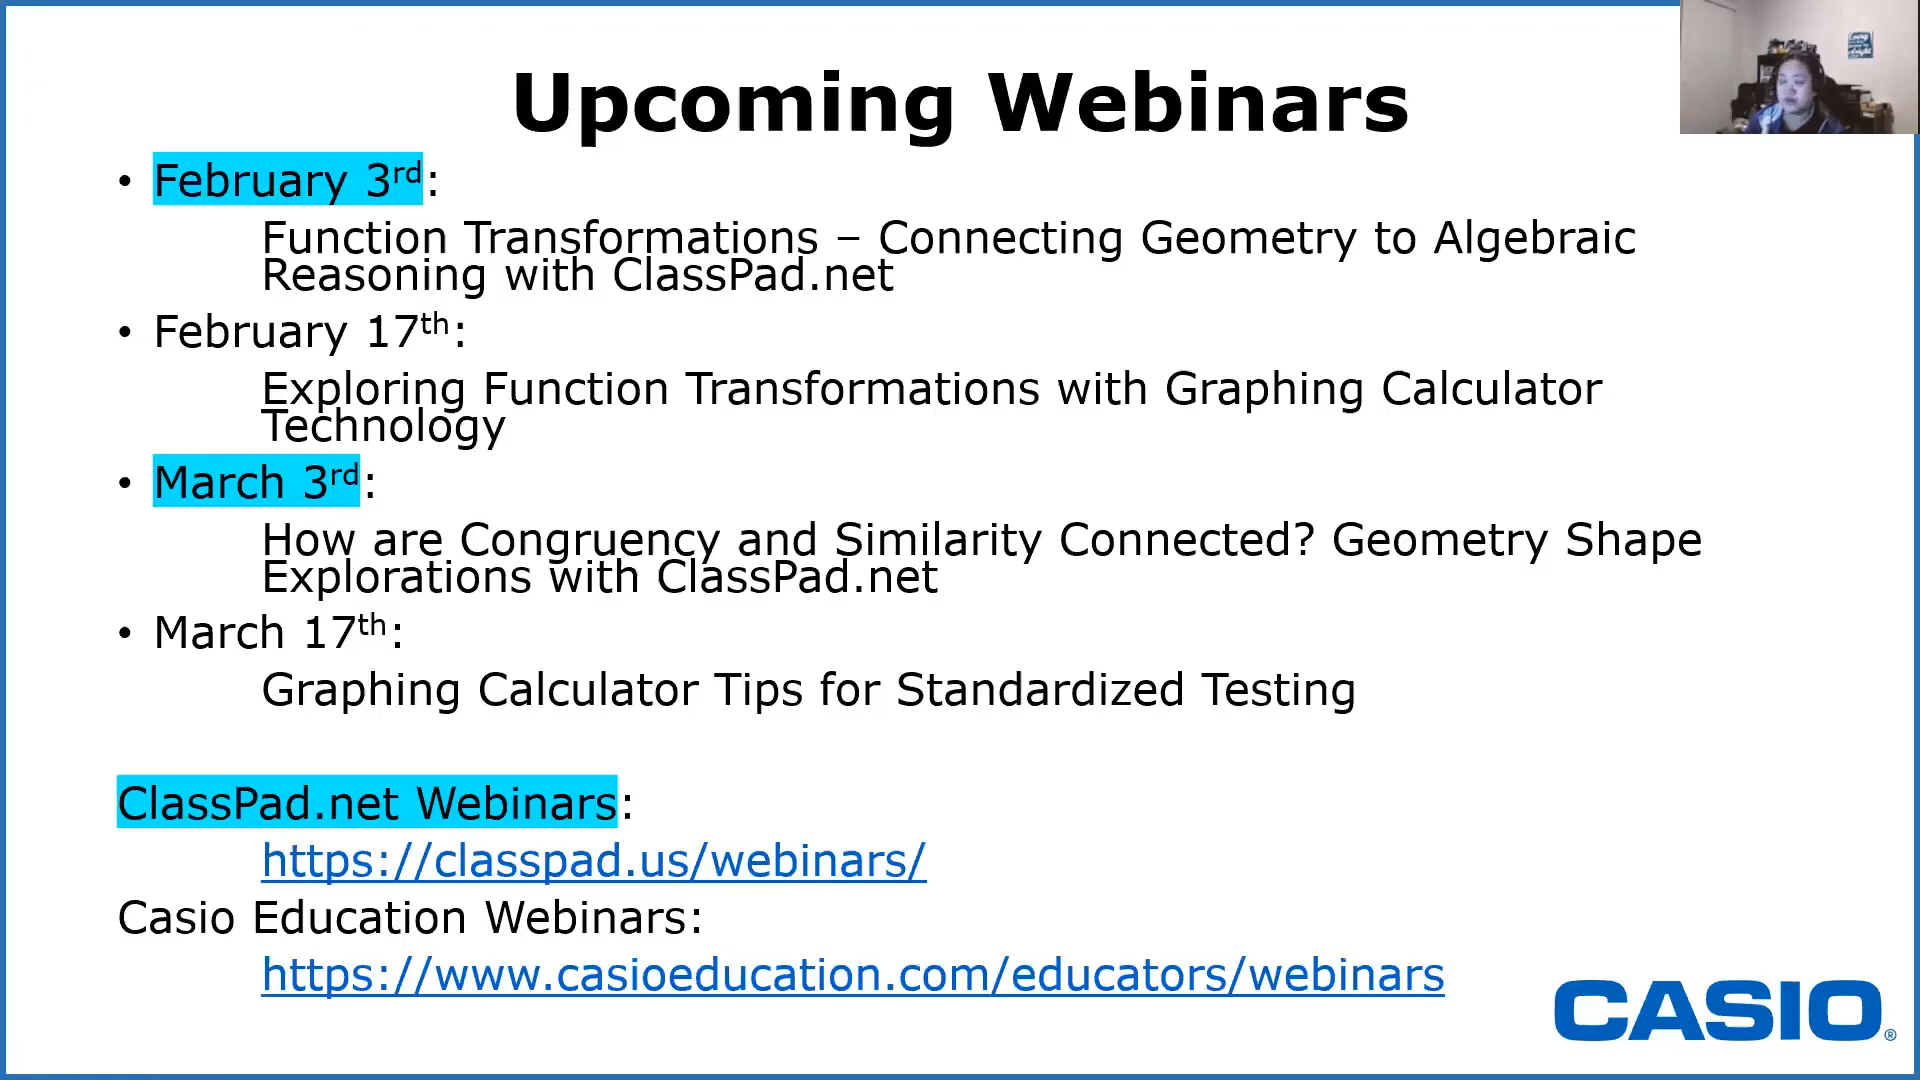 Upcoming Webinars
• February 3rd:
Function Transformations – Connecting Geometry to Algebraic
Reasoning with ClassPad.net
• February 17th:
Exploring Function Transformations with Graphing Calculator
Technology
• March 3rd:
How are Congruency and Similarity Connected? Geometry Shape
Explorations with ClassPad.net
• March 17th:
Graphing Calculator Tips for Standardized Testing
ClassPad.net Webinars:
https://classpad.us/webinars/
Casio Education Webinars:
https://www.casioeducation.com/educators/webinars
CASIO®